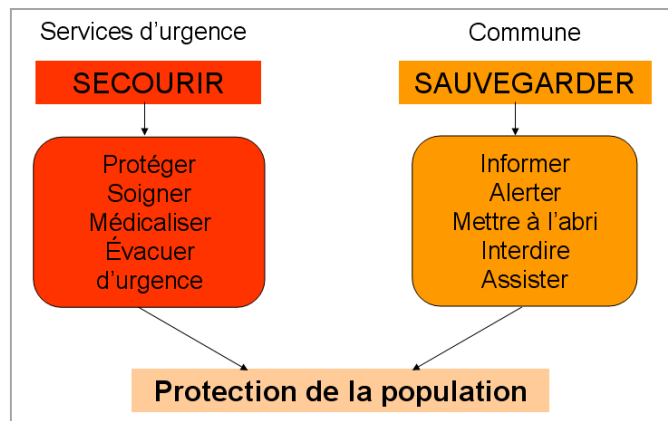 Services d'urgence
SECOURIR
Protéger
Soigner
Médicaliser
Évacuer
d'urgence
Commune
SAUVEGARDER
Informer
Alerter
Mettre à l'abri
Interdire
Assister
Protection de la population